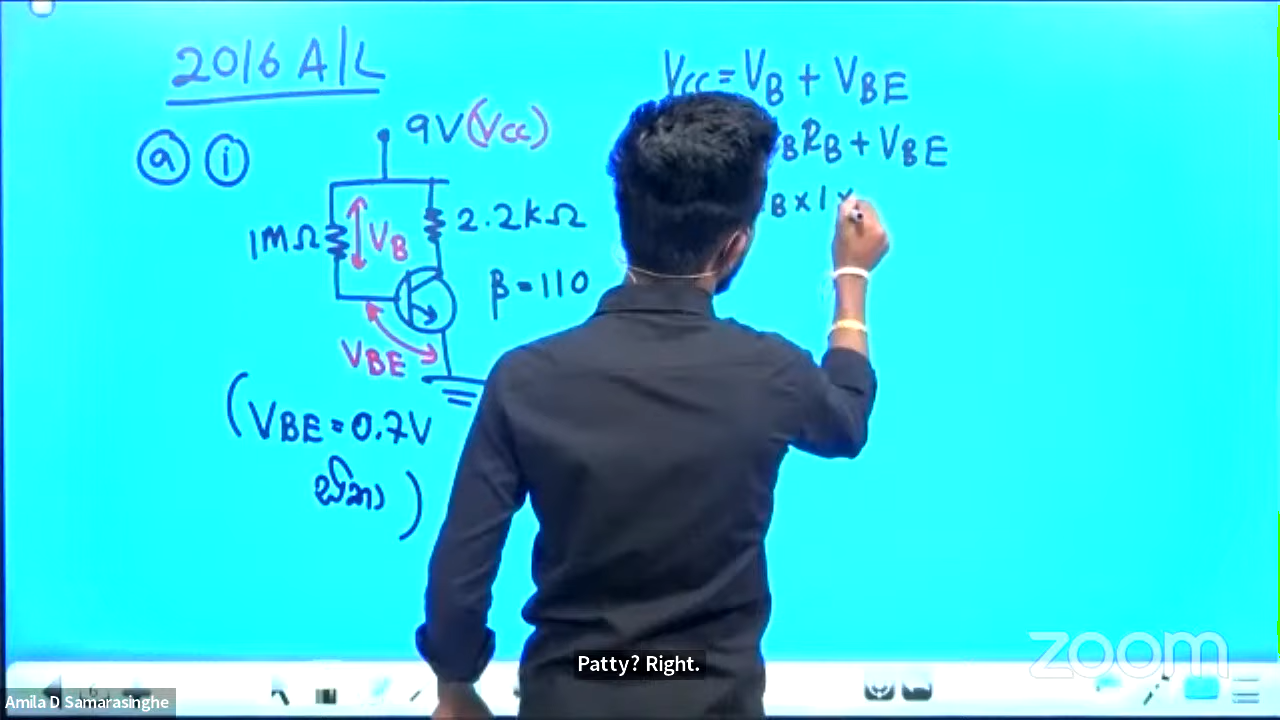 2016 A/L
ⓐ ⓘ
9V (Vcc)
1MΩ
VB
2.2kΩ
β = 110
VBE
(VBE = 0.7V
)
Vcc = VB + VBE
BRB + VBE
B × 1 ×
Patty? Right.
zoom
Amila D Samarasinghe